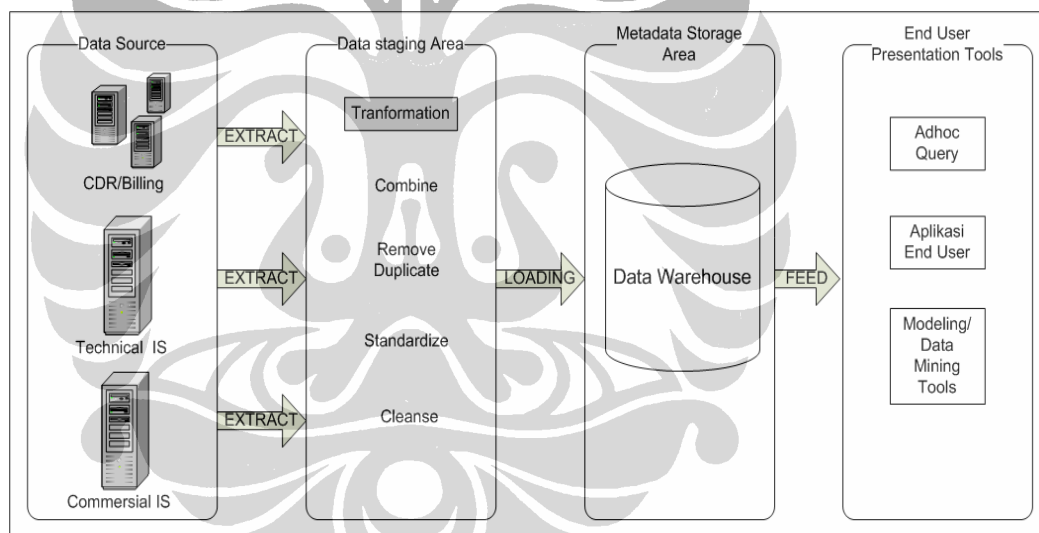 Data Source
CDR/Billing
Technical IS
Commersial IS
EXTRACT
EXTRACT
EXTRACT
Data staging Area
Tranformation
Combine
Remove
Duplicate
Standardize
Cleanse
LOADING
Metadata Storage
Area
Data Warehouse
FEED
End User
Presentation Tools
Adhoc
Query
Aplikasi
End User
Modeling/
Data
Mining
Tools